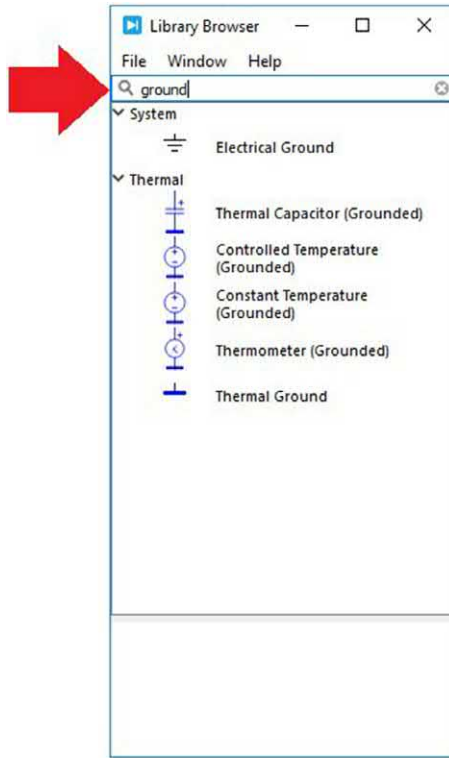 Library Browser
File Window Help
ground
System
Electrical Ground
Thermal
Thermal Capacitor (Grounded)
Controlled Temperature
(Grounded)
Constant Temperature
(Grounded)
Thermometer (Grounded)
Thermal Ground